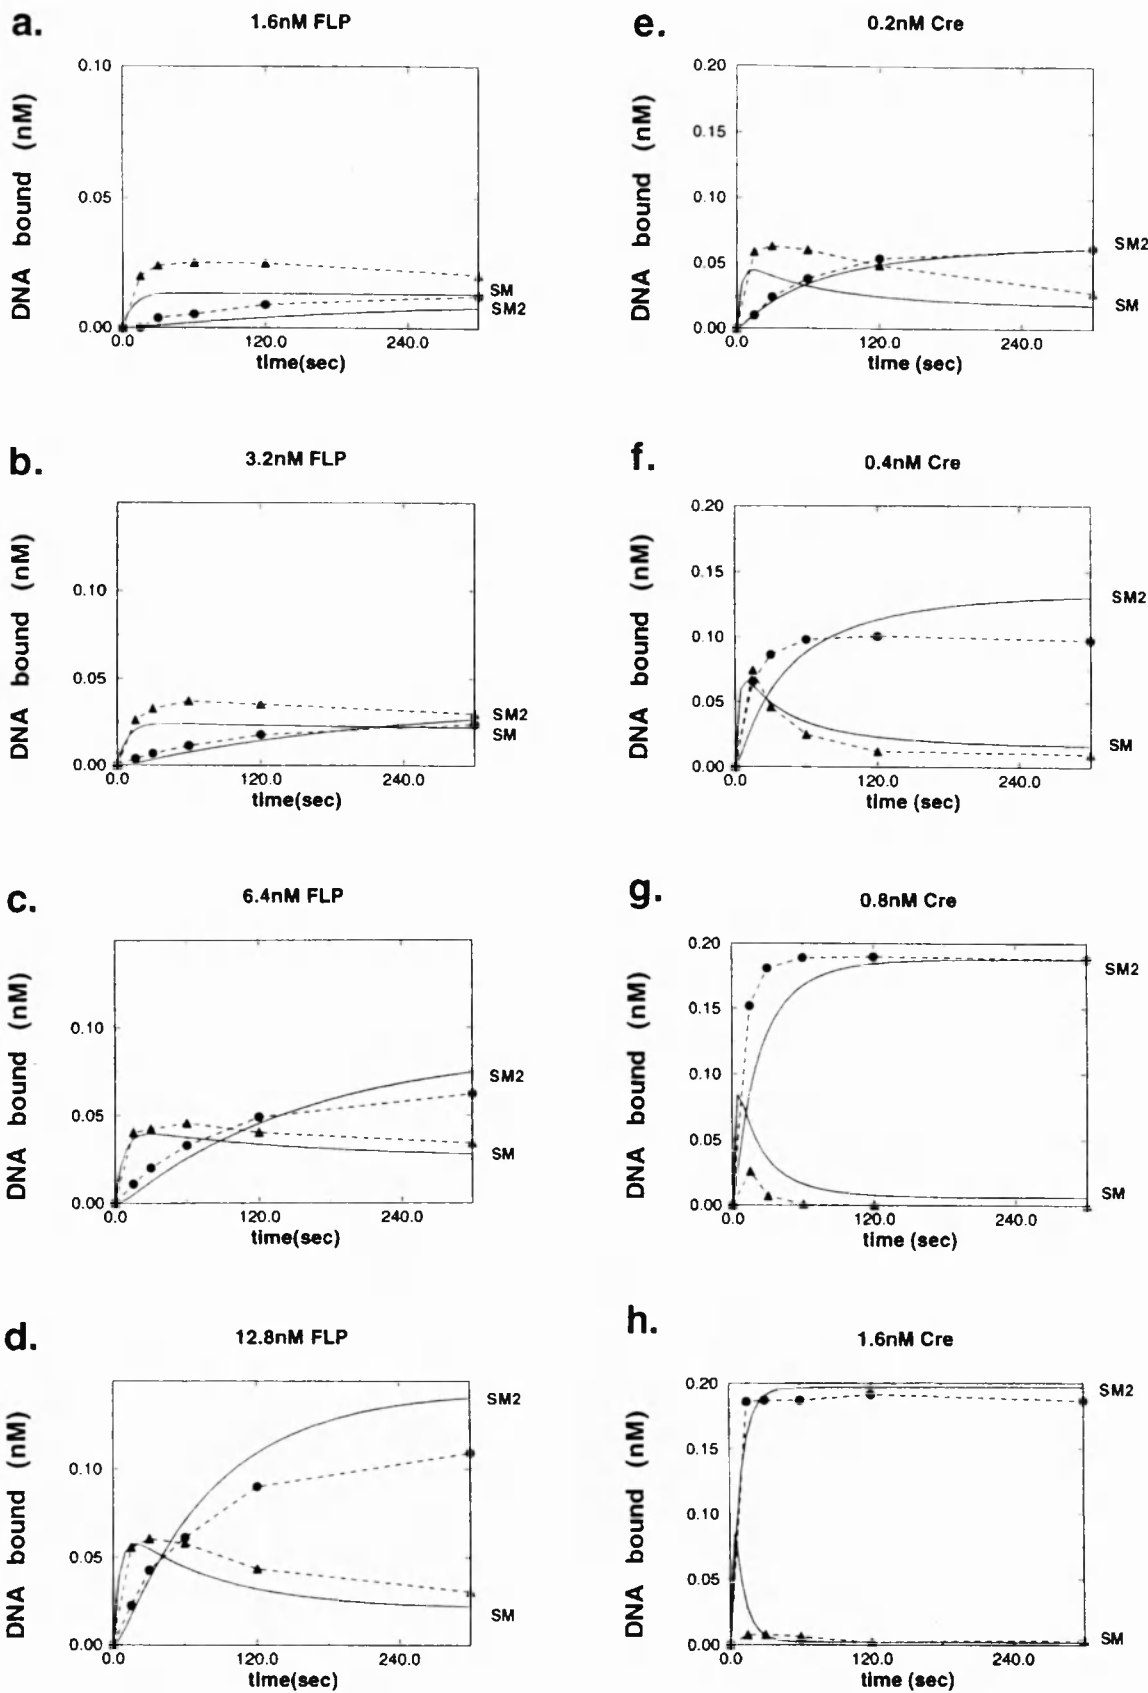 a.
1.6nM FLP
DNA bound (nM)
0.10
0.05
0.00
0.0
120.0
240.0
time(sec)
SM
SM2
b.
3.2nM FLP
DNA bound (nM)
0.10
0.05
0.00
0.0
120.0
240.0
time(sec)
SM2
SM
c.
6.4nM FLP
DNA bound (nM)
0.10
0.05
0.00
0.0
120.0
240.0
time(sec)
SM2
SM
d.
12.8nM FLP
DNA bound (nM)
0.10
0.05
0.00
0.0
120.0
240.0
time(sec)
SM2
SM
e.
0.2nM Cre
DNA bound (nM)
0.20
0.15
0.10
0.05
0.00
0.0
120.0
240.0
time (sec)
SM2
SM
f.
0.4nM Cre
DNA bound (nM)
0.20
0.15
0.10
0.05
0.00
0.0
120.0
240.0
time (sec)
SM2
SM
g.
0.8nM Cre
DNA bound (nM)
0.20
0.15
0.10
0.05
0.00
0.0
120.0
240.0
time (sec)
SM2
SM
h.
1.6nM Cre
DNA bound (nM)
0.20
0.15
0.10
0.05
0.00
0.0
120.0
240.0
time (sec)
SM2
SM